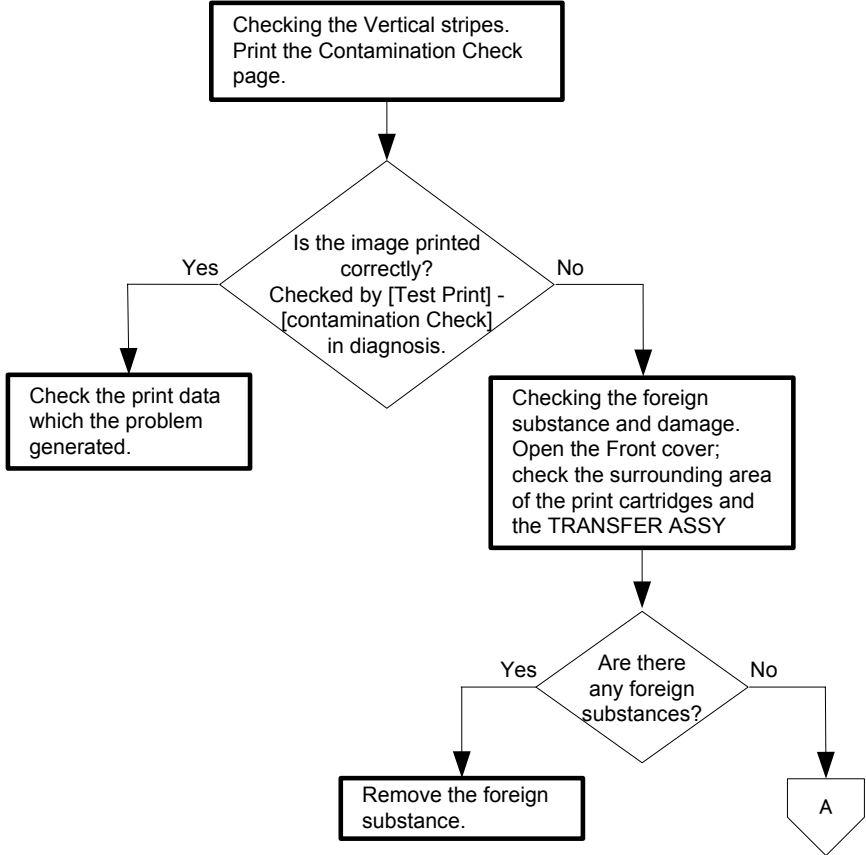 Checking the Vertical stripes.
Print the Contamination Check
page.
Is the image printed
correctly?
Checked by [Test Print] -
[contamination Check]
in diagnosis.
Yes
No
Check the print data
which the problem
generated.
Checking the foreign
substance and damage.
Open the Front cover;
check the surrounding area
of the print cartridges and
the TRANSFER ASSY
Are there
any foreign
substances?
Yes
No
Remove the foreign
substance.
A